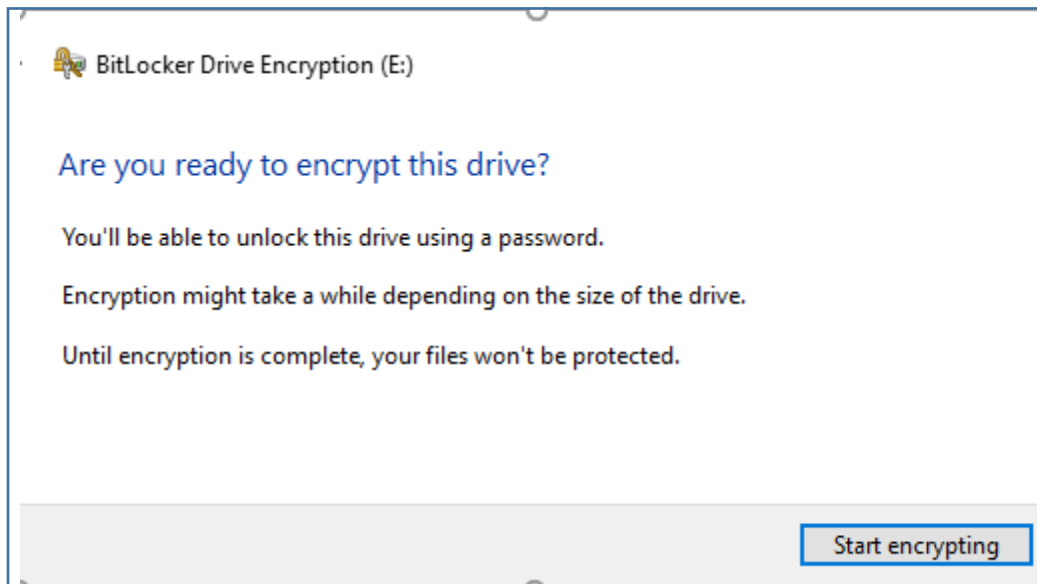 BitLocker Drive Encryption (E:)
Are you ready to encrypt this drive?
You'll be able to unlock this drive using a password.
Encryption might take a while depending on the size of the drive.
Until encryption is complete, your files won't be protected.
Start encrypting